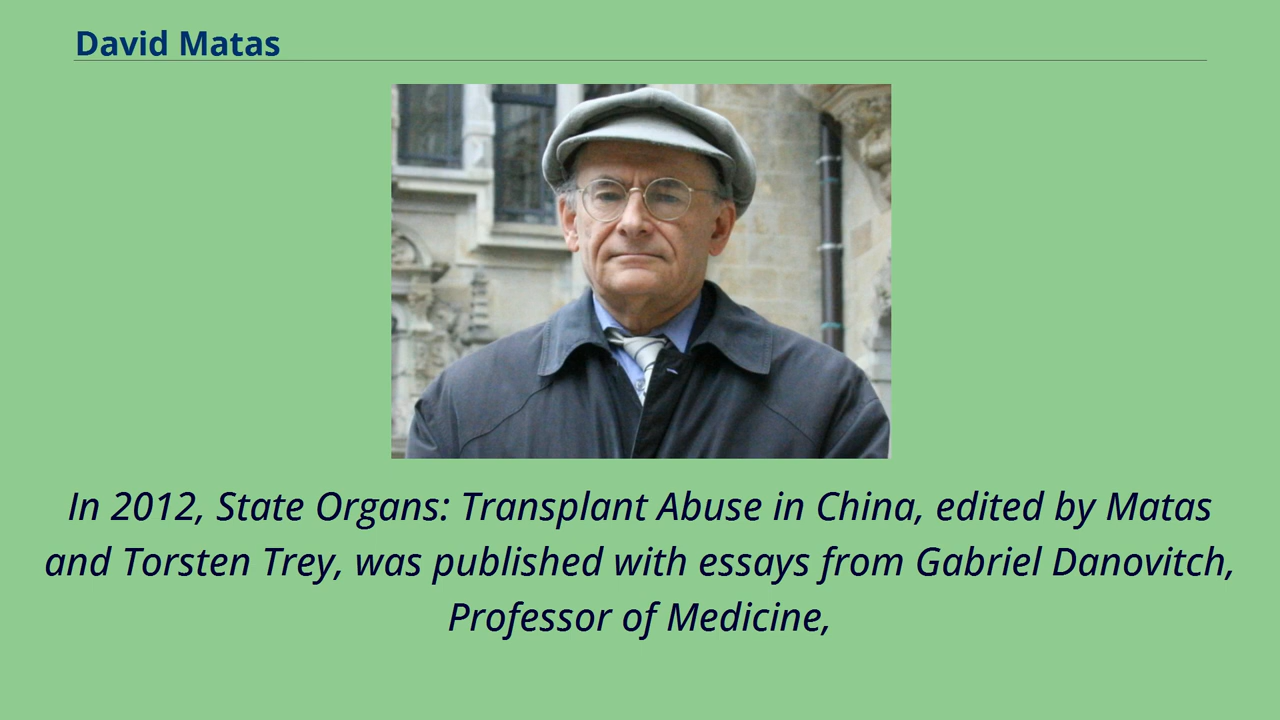 David Matas
In 2012, State Organs: Transplant Abuse in China, edited by Matas
and Torsten Trey, was published with essays from Gabriel Danovitch,
Professor of Medicine,